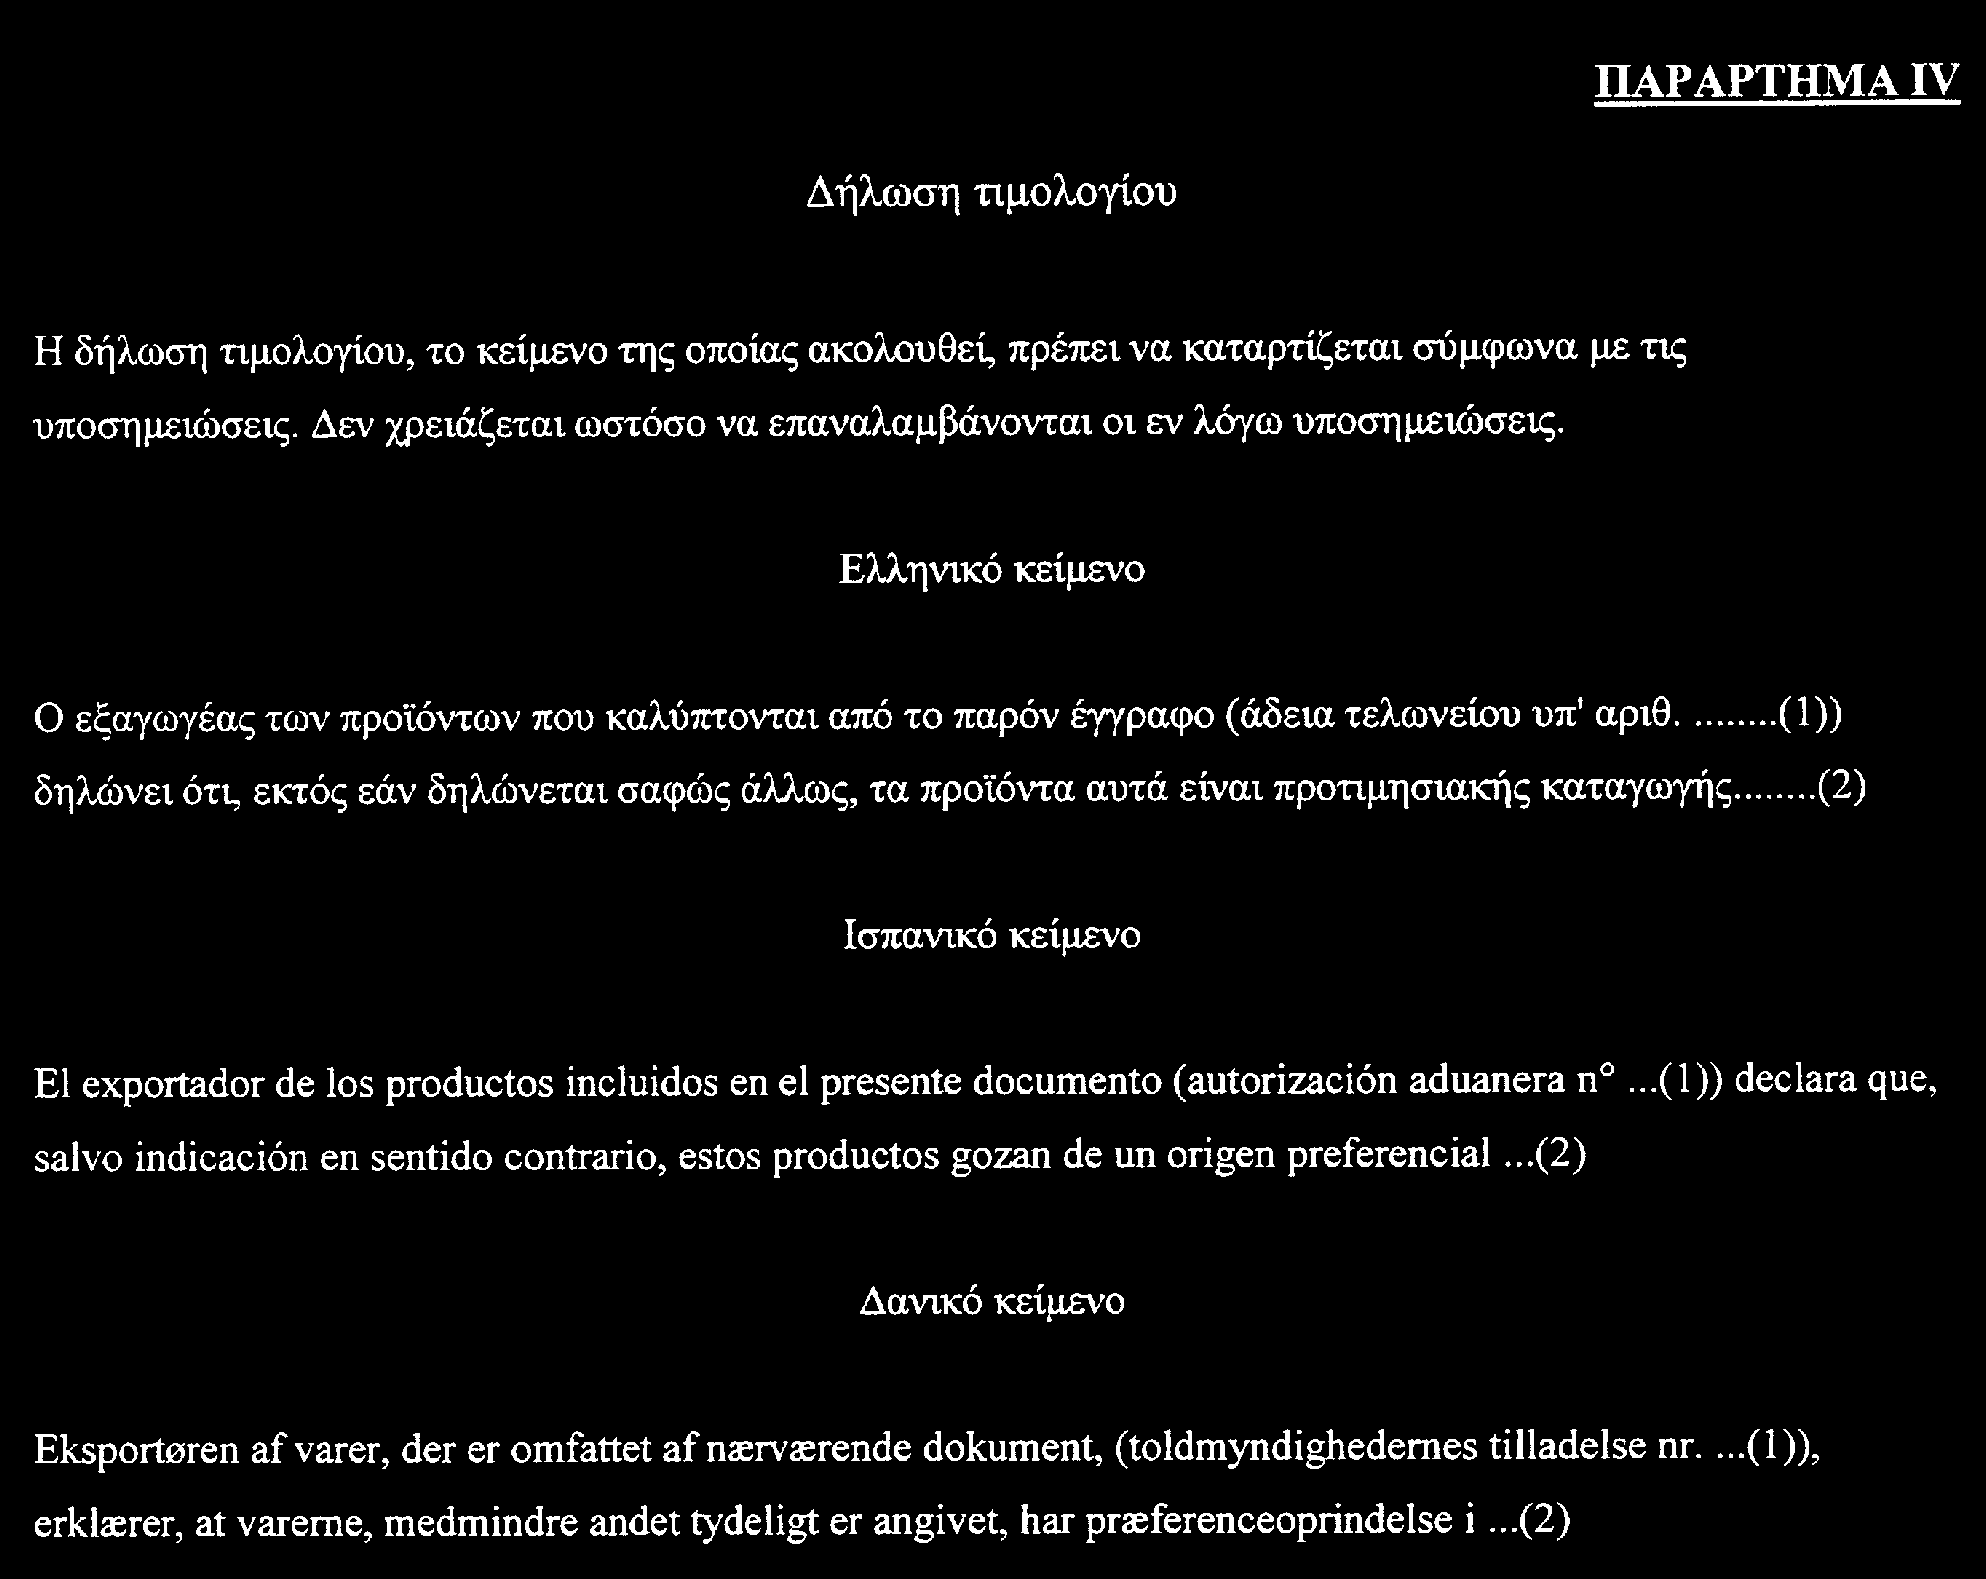 ΠΑΡΑΡΤΗΜΑ IV
Δήλωση τιμολογίου
Η δήλωση τιμολογίου, το κείμενο της οποίας ακολουθεί, πρέπει να καταρτίζεται σύμφωνα με τις
υποσημειώσεις. Δεν χρειάζεται ωστόσο να επαναλαμβάνονται οι εν λόγω υποσημειώσεις.
Ελληνικό κείμενο
Ο εξαγωγέας των προϊόντων που καλύπτονται από το παρόν έγγραφο (άδεια τελωνείου υπ' αριθ. .........(1))
δηλώνει ότι, εκτός εάν δηλώνεται σαφώς άλλως, τα προϊόντα αυτά είναι προτιμησιακής καταγωγής........(2)
Ισπανικό κείμενο
El exportador de los productos incluidos en el presente documento (autorización aduanera n° ...(1)) declara que,
salvo indicación en sentido contrario, estos productos gozan de un origen preferencial ...(2)
Δανικό κείμενο
Eksportøren af varer, der er omfattet af nærværende dokument, (toldmyndighedernes tilladelse nr. ...(1)),
erklærer, at varerne, medmindre andet tydeligt er angivet, har præferenceoprindelse i ...(2)